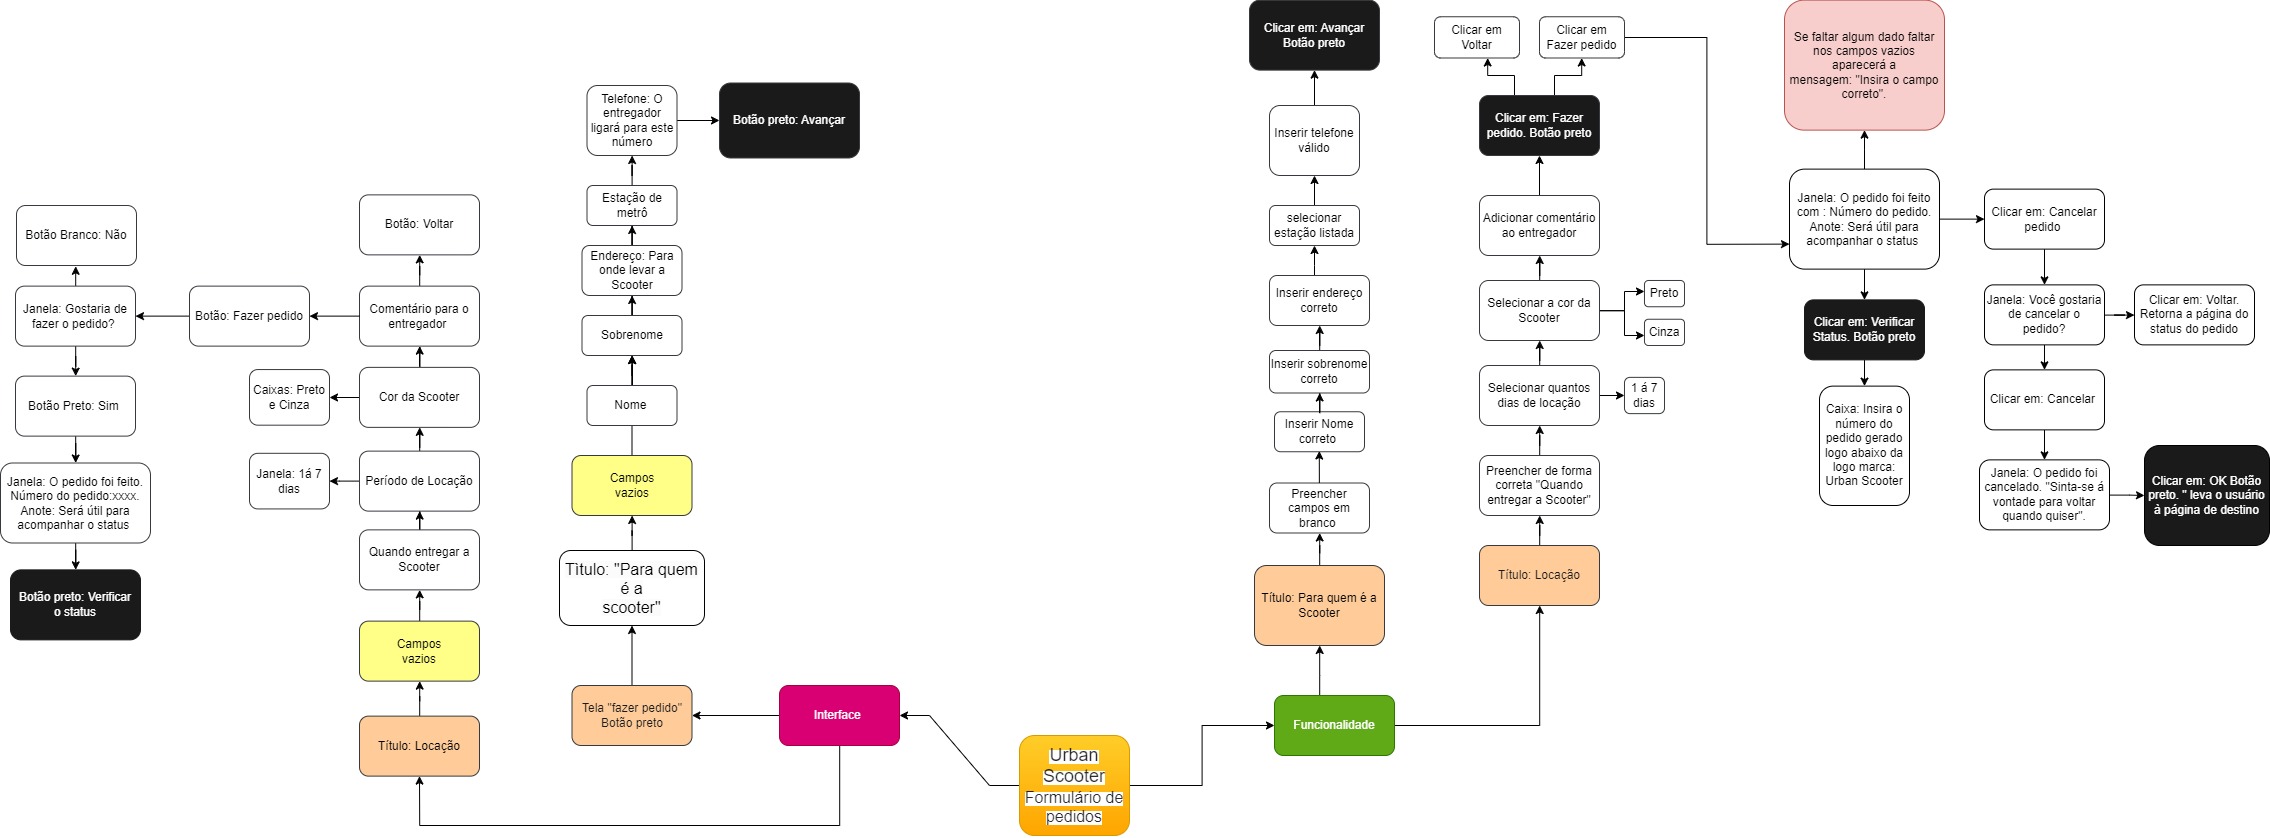 Urban
Scooter
Formulário de
pedidos
Interface
Tela "fazer pedido"
Botão preto
Tìtulo: "Para quem
é a
scooter"
Campos
vazios
Nome
Sobrenome
Endereço: Para
onde levar a
Scooter
Estação de
metrô
Telefone: O
entregador
ligará para este
número
Botão preto: Avançar
Título: Locação
Campos
vazios
Quando entregar a
Scooter
Período de Locação
Janela: 1á 7
dias
Cor da Scooter
Caixas: Preto
e Cinza
Comentário para o
entregador
Botão: Voltar
Botão: Fazer pedido
Janela: Gostaria de
fazer o pedido?
Botão Branco: Não
Botão Preto: Sim
Janela: O pedido foi feito.
Número do pedido:xxxx.
Anote: Será útil para
acompanhar o status
Botão preto: Verificar
o status
Funcionalidade
Título: Para quem é a
Scooter
Preencher
campos em
branco
Inserir Nome
correto
Inserir sobrenome
correto
Inserir endereço
correto
selecionar
estação listada
Inserir telefone
válido
Clicar em: Avançar
Botão preto
Título: Locação
Preencher de forma
correta "Quando
entregar a Scooter"
Selecionar quantos
dias de locação
1 á 7
dias
Selecionar a cor da
Scooter
Preto
Cinza
Adicionar comentário
ao entregador
Clicar em: Fazer
pedido. Botão preto
Clicar em
Voltar
Clicar em
Fazer pedido
Janela: O pedido foi feito
com : Número do pedido.
Anote: Será útil para
acompanhar o status
Se faltar algum dado faltar
nos campos vazios
aparecerá a
mensagem: "Insira o campo
correto".
Clicar em: Verificar
Status. Botão preto
Caixa: Insira o
número do
pedido gerado
logo abaixo da
logo marca:
Urban Scooter
Clicar em: Cancelar
pedido
Janela: Você gostaria
de cancelar o
pedido?
Clicar em: Voltar.
Retorna a página do
status do pedido
Clicar em: Cancelar
Janela: O pedido foi
cancelado. "Sinta-se á
vontade para voltar
quando quiser".
Clicar em: OK Botão
preto. " leva o usuário
à página de destino